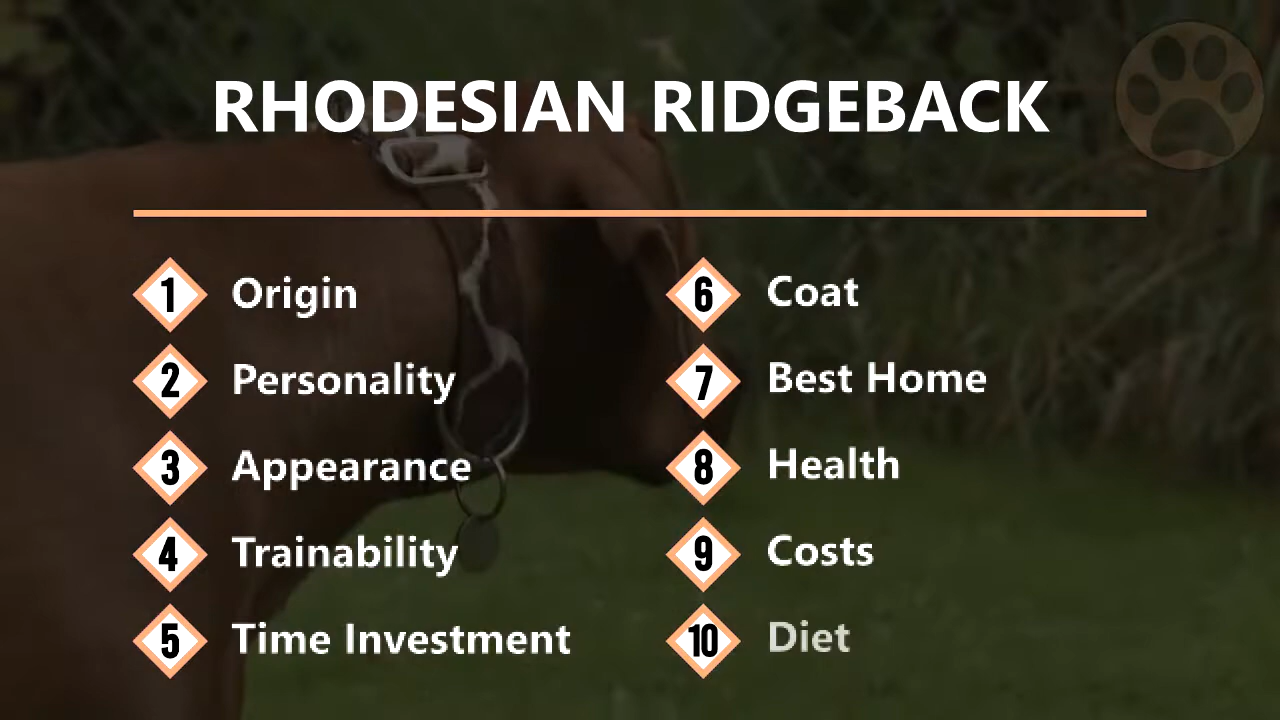 RHODESIAN RIDGEBACK
1 Origin
2 Personality
3 Appearance
4 Trainability
5 Time Investment
6 Coat
7 Best Home
8 Health
9 Costs
10 Diet